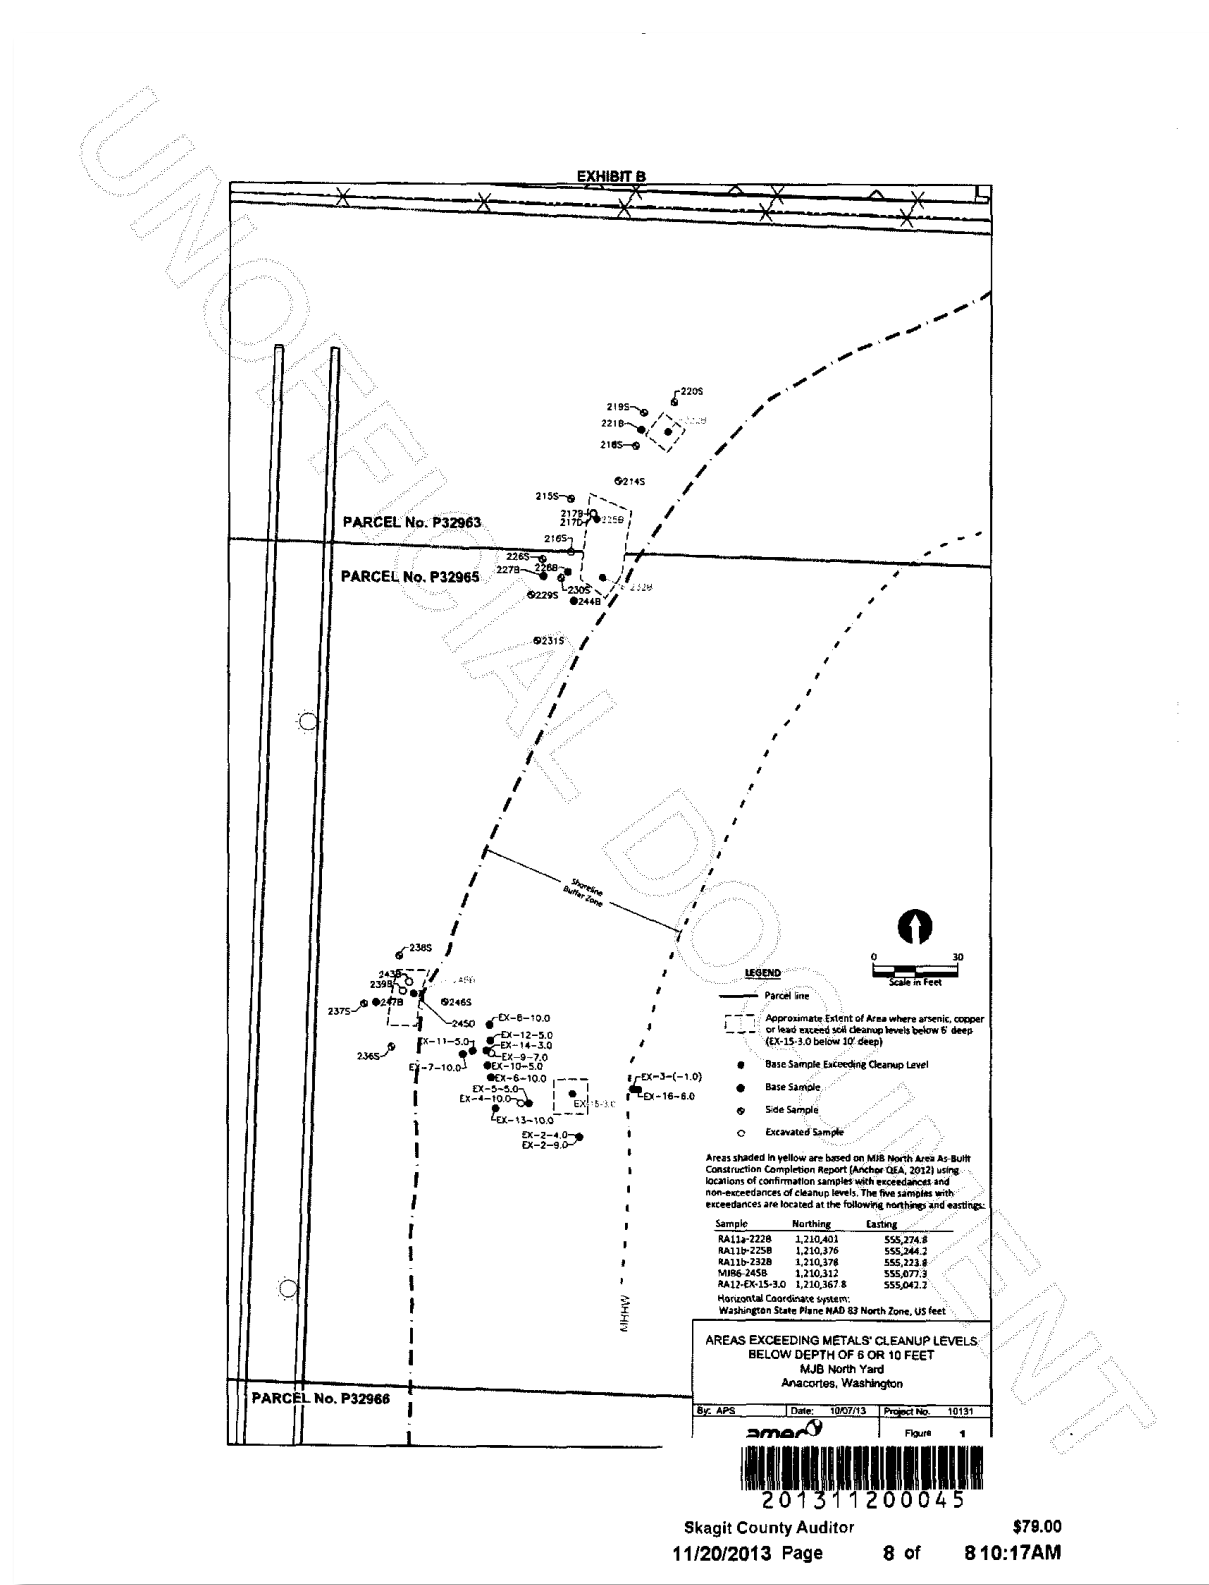 EXHIBIT B
220S
219S
222B
221B
218S
214S
215S
217B
217D
225B
PARCEL No. P32963
216S
226S
228B
227B
PARCEL No. P32965
230S
232B
229S
244B
231S
Shoreline
Buffer Zone
238S
243B
239B
247B
246S
237S
245D
236S
EX-8-10.0
EX-12-5.0
EX-11-5.0
EX-14-3.0
EX-9-7.0
EX-7-10.0
EX-10-5.0
EX-6-10.0
EX-5-5.0
EX-4-10.0
EX-13-10.0
EX-15-3.0
EX-3-(-1.0)
EX-16-6.0
EX-2-4.0
EX-2-9.0
MHHW
0 30
Scale in Feet
LEGEND
Parcel line
Approximate Extent of Area where arsenic, copper
or lead exceed soil cleanup levels below 6' deep
(EX-15-3.0 below 10' deep)
Base Sample Exceeding Cleanup Level
Base Sample
Side Sample
Excavated Sample
Areas shaded in yellow are based on MJB North Area As-Built
Construction Completion Report (Anchor QEA, 2012) using
locations of confirmation samples with exceedances and
non-exceedances of cleanup levels. The five samples with
exceedances are located at the following northings and eastings:
Sample Northing Easting
RA11a-222B 1,210,401 555,274.8
RA11b-225B 1,210,376 555,244.2
RA11b-232B 1,210,378 555,223.8
MJB6-245B 1,210,312 555,077.3
RA12-EX-15-3.0 1,210,367.8 555,042.2
Horizontal Coordinate system:
Washington State Plane NAD 83 North Zone, US feet
AREAS EXCEEDING METALS' CLEANUP LEVELS
BELOW DEPTH OF 6 OR 10 FEET
MJB North Yard
Anacortes, Washington
By: APS Date: 10/07/13 Project No. 10131
amec Figure 1
PARCEL No. P32966
UNOFFICIAL DOCUMENT
201311200045
Skagit County Auditor $79.00
11/20/2013 Page 8 of 8 10:17AM